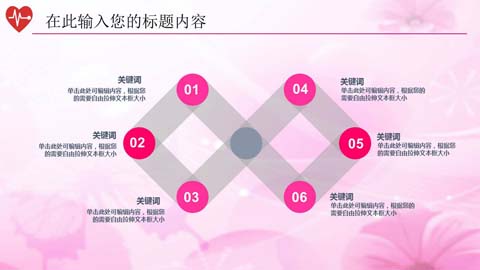 在此输入您的标题内容
关键词
单击此处可编辑内容，根据您
的需要自由拉伸文本框大小
01
关键词
单击此处可编辑内容，根据您
的需要自由拉伸文本框大小
02
关键词
单击此处可编辑内容，根据您
的需要自由拉伸文本框大小
03
04
关键词
单击此处可编辑内容，根据您的
需要自由拉伸文本框大小
05
关键词
单击此处可编辑内容，根据您的
需要自由拉伸文本框大小
06
关键词
单击此处可编辑内容，根据您的
需要自由拉伸文本框大小